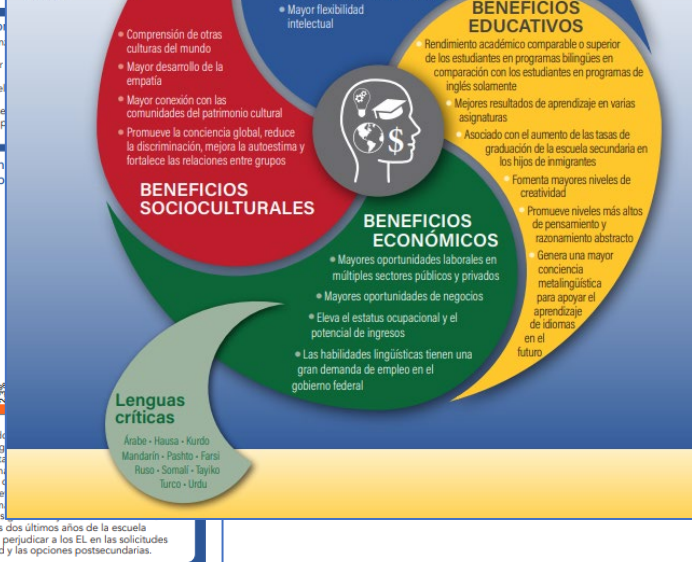 Mayor flexibilidad
intelectual
Comprensión de otras
culturas del mundo
Mayor desarrollo de la
empatía
Mayor conexión con las
comunidades del patrimonio cultural
Promueve la conciencia global, reduce
la discriminación, mejora la autoestima y
fortalece las relaciones entre grupos
BENEFICIOS
SOCIOCULTURALES
BENEFICIOS
EDUCATIVOS
Rendimiento académico comparable o superior
de los estudiantes en programas bilingües en
comparación con los estudiantes en programas de
inglés solamente
Mejores resultados de aprendizaje en varias
asignaturas
Asociado con el aumento de las tasas de
graduación de la escuela secundaria en
los hijos de inmigrantes
Fomenta mayores niveles de
creatividad
Promueve niveles más altos
de pensamiento y
razonamiento abstracto
Genera una mayor
conciencia
metalingüística
para apoyar el
aprendizaje
de idiomas
en el
futuro
$
BENEFICIOS
ECONÓMICOS
Mayores oportunidades laborales en
múltiples sectores públicos y privados
Mayores oportunidades de negocios
Eleva el estatus ocupacional y el
potencial de ingresos
Las habilidades lingüísticas tienen una
gran demanda de empleo en el
gobierno federal
Lenguas
críticas
Árabe • Hausa • Kurdo
Mandarín • Pashto • Farsi
Ruso • Somalí • Tayiko
Turco • Urdu
dos últimos años de la escuela
perjudicar a los EL en las solicitudes
y las opciones postsecundarias.